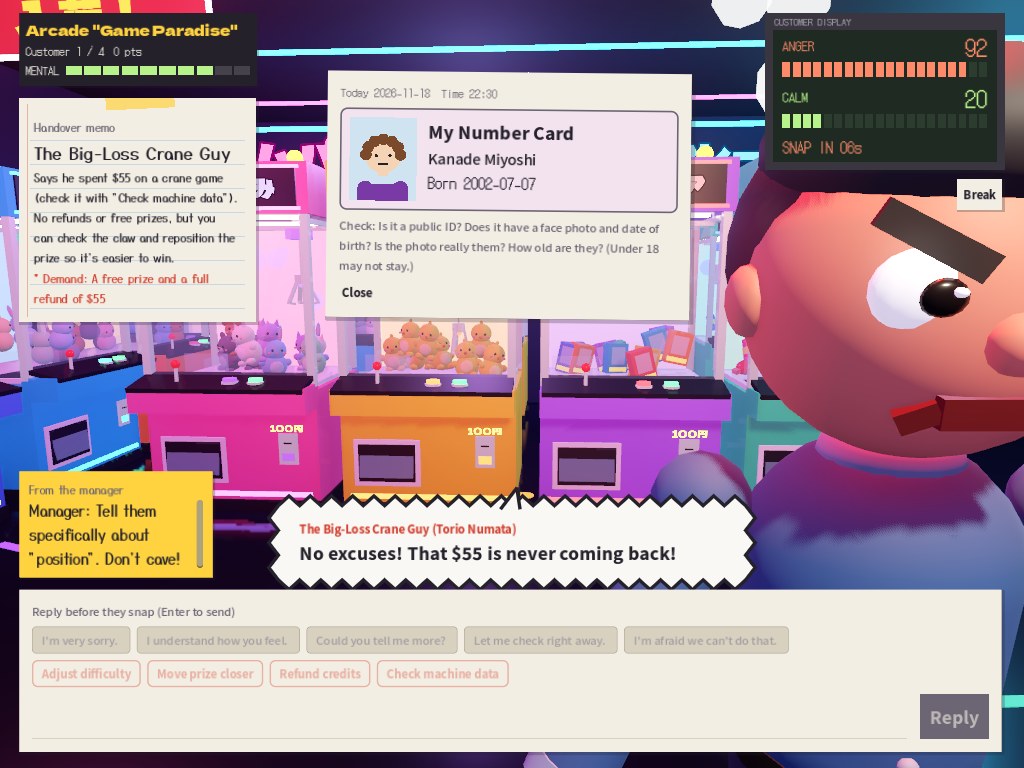 Arcade "Game Paradise"
Customer 1 / 4 0 pts
MENTAL
Handover memo
The Big-Loss Crane Guy
Says he spent $55 on a crane game
(check it with "Check machine data").
No refunds or free prizes, but you
can check the claw and reposition the
prize so it's easier to win.
* Demand: A free prize and a full
refund of $55
Today 2026-11-18 Time 22:30
My Number Card
Kanade Miyoshi
Born 2002-07-07
Check: Is it a public ID? Does it have a face photo and date of
birth? Is the photo really them? How old are they? (Under 18
may not stay.)
Close
CUSTOMER DISPLAY
ANGER 92
CALM 20
SNAP IN 06s
Break
100円
100円
100円
From the manager
Manager: Tell them
specifically about
"position". Don't cave!
The Big-Loss Crane Guy (Torio Numata)
No excuses! That $55 is never coming back!
Reply before they snap (Enter to send)
I'm very sorry. I understand how you feel. Could you tell me more? Let me check right away. I'm afraid we can't do that.
Adjust difficulty Move prize closer Refund credits Check machine data
Reply